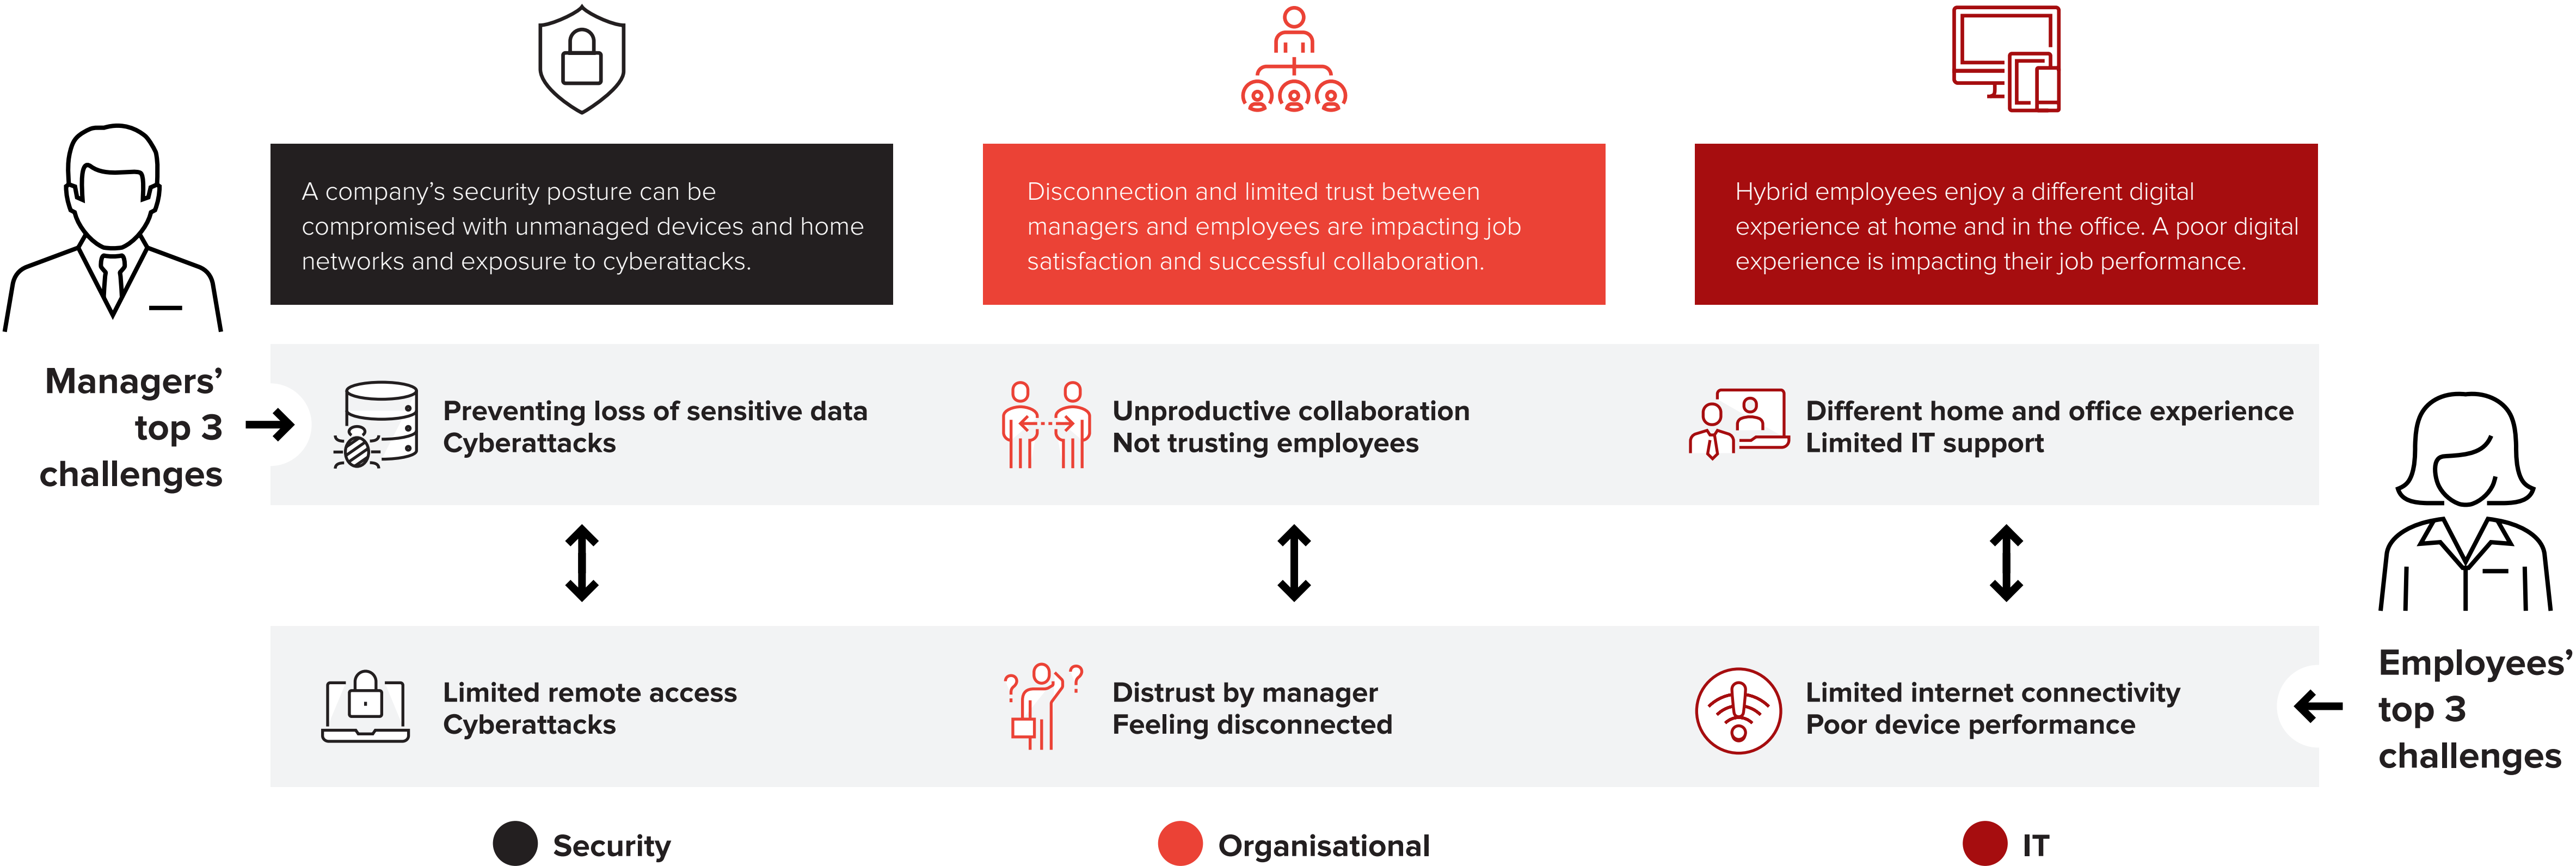 A company’s security posture can be
compromised with unmanaged devices and home
networks and exposure to cyberattacks.
Disconnection and limited trust between
managers and employees are impacting job
satisfaction and successful collaboration.
Hybrid employees enjoy a different digital
experience at home and in the office. A poor digital
experience is impacting their job performance.
Managers’
top 3
challenges
Preventing loss of sensitive data
Cyberattacks
Unproductive collaboration
Not trusting employees
Different home and office experience
Limited IT support
Limited remote access
Cyberattacks
Distrust by manager
Feeling disconnected
Limited internet connectivity
Poor device performance
Employees’
top 3
challenges
Security
Organisational
IT